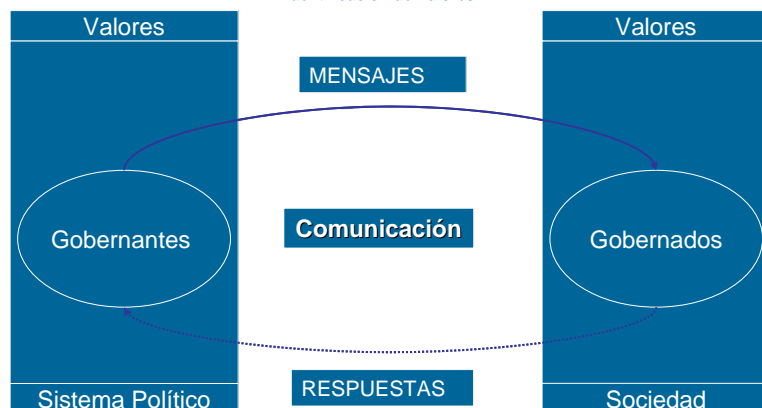 Valores
Valores
MENSAJES
Gobernantes
Comunicación
Gobernados
RESPUESTAS
Sistema Político
Sociedad